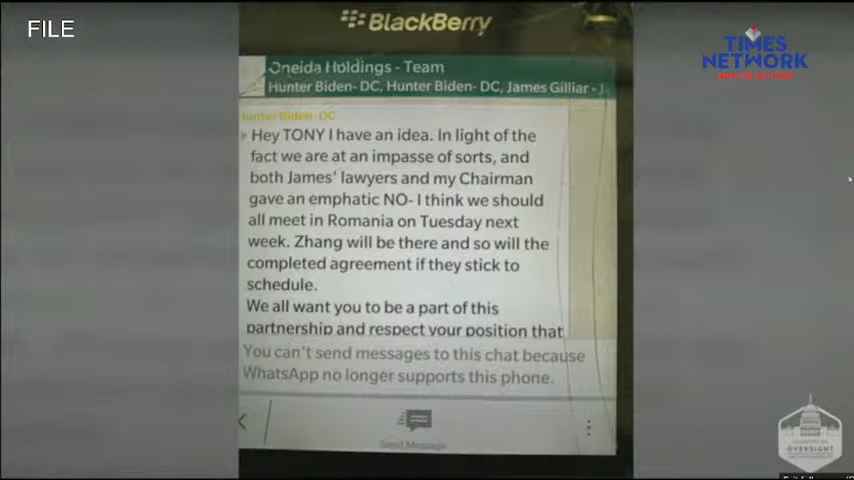 FILE
BlackBerry
TIMES
NETWORK
Oneida Holdings - Team
Hunter Biden- DC, Hunter Biden- DC, James Gilliar - J
Hunter Biden- DC
Hey TONY I have an idea. In light of the
fact we are at an impasse of sorts, and
both James' lawyers and my Chairman
gave an emphatic NO- I think we should
all meet in Romania on Tuesday next
week. Zhang will be there and so will the
completed agreement if they stick to
schedule.
We all want you to be a part of this
partnership and respect your position that
You can't send messages to this chat because
WhatsApp no longer supports this phone.
Send Message
OVERSIGHT